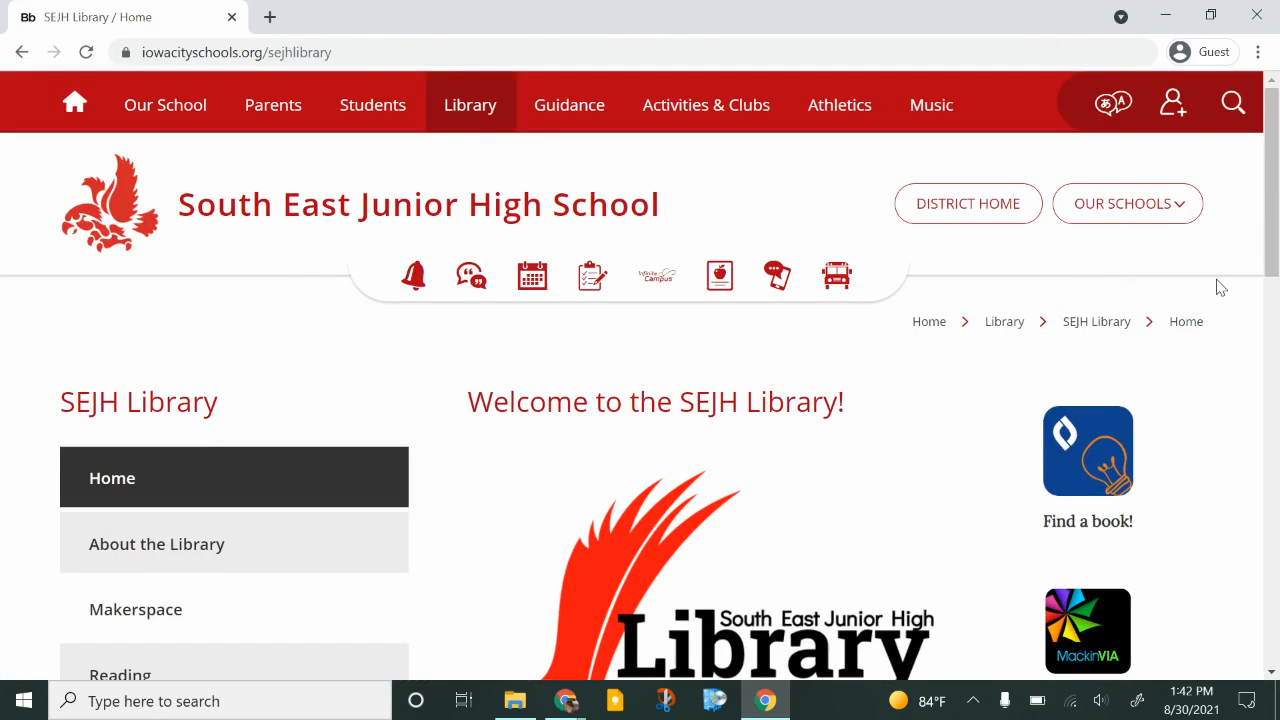 Bb SEJH Library / Home
iowacityschools.org/sejhlibrary
Guest
Our School Parents Students Library Guidance Activities & Clubs Athletics Music
South East Junior High School
DISTRICT HOME OUR SCHOOLS
Infinite Campus
Home Library SEJH Library Home
SEJH Library
Welcome to the SEJH Library!
Home
Find a book!
About the Library
Makerspace
South East Junior High
Library
MackinVIA
Reading
Type here to search
84°F
1:42 PM
8/30/2021